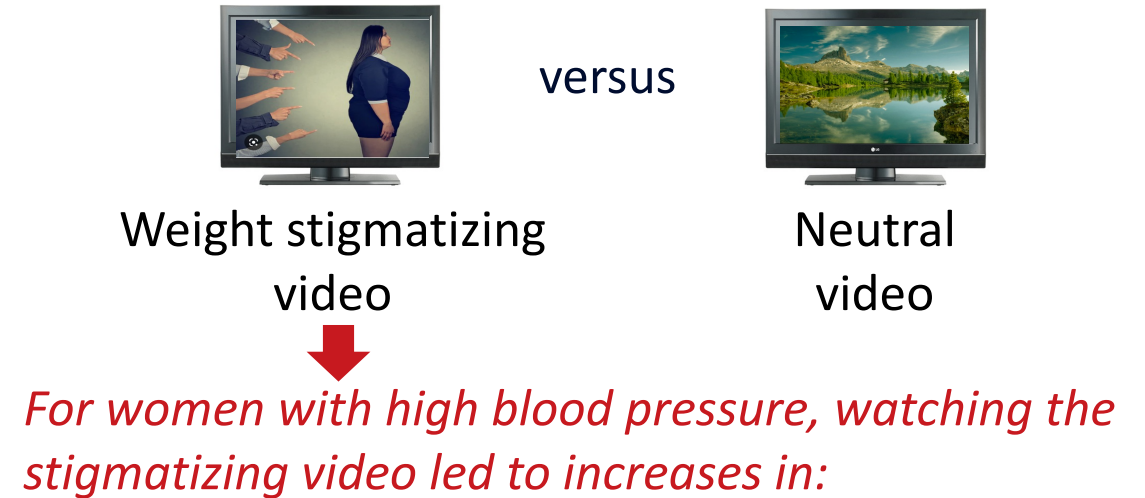 versus
Weight stigmatizing
video
Neutral
video
For women with high blood pressure, watching the
stigmatizing video led to increases in: